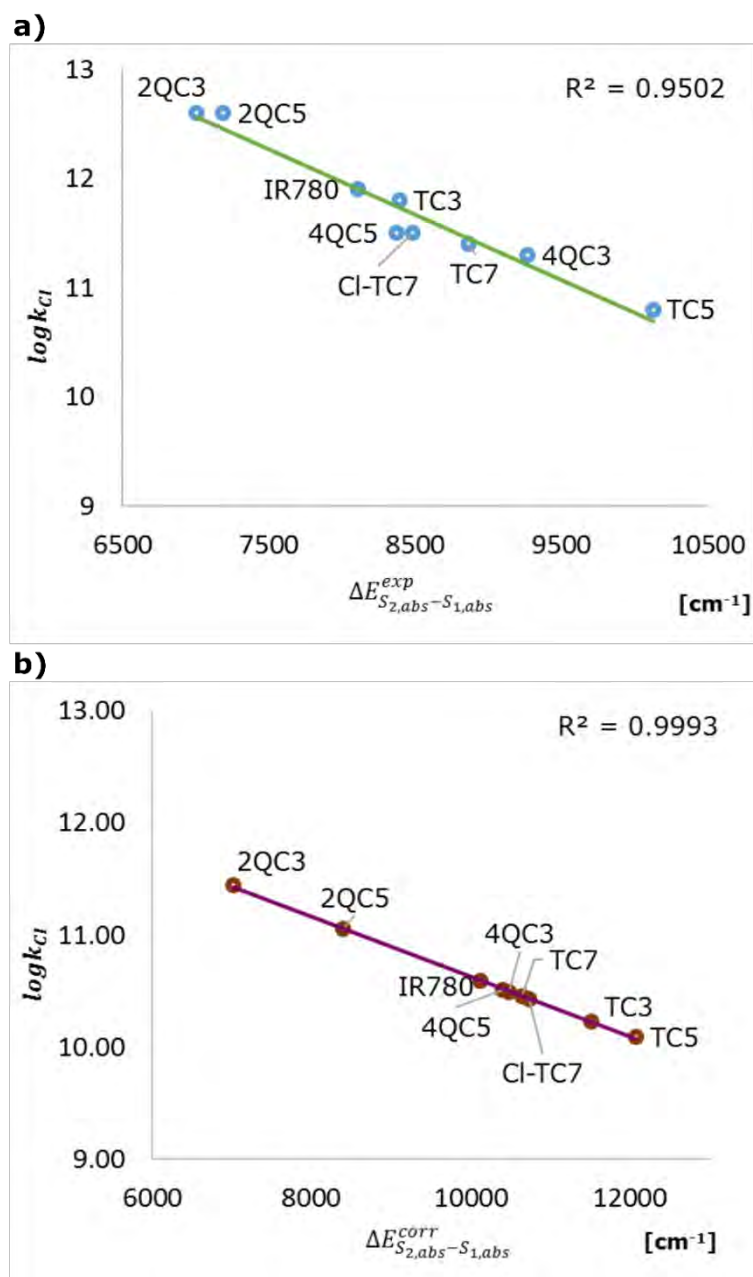 a)
13
R² = 0.9502
2QC3
2QC5
12
IR780
TC3
4QC5
4QC3
Cl-TC7
TC7
11
TC5
logk_CI
10
9
6500 7500 8500 9500 10500
ΔE^exp_S2,abs−S1,abs [cm⁻¹]
b)
13.00
R² = 0.9993
12.00
2QC3
2QC5
4QC3
11.00
TC7
IR780
TC3
4QC5
TC5
logk_CI
Cl-TC7
10.00
9.00
6000 8000 10000 12000
ΔE^corr_S2,abs−S1,abs [cm⁻¹]